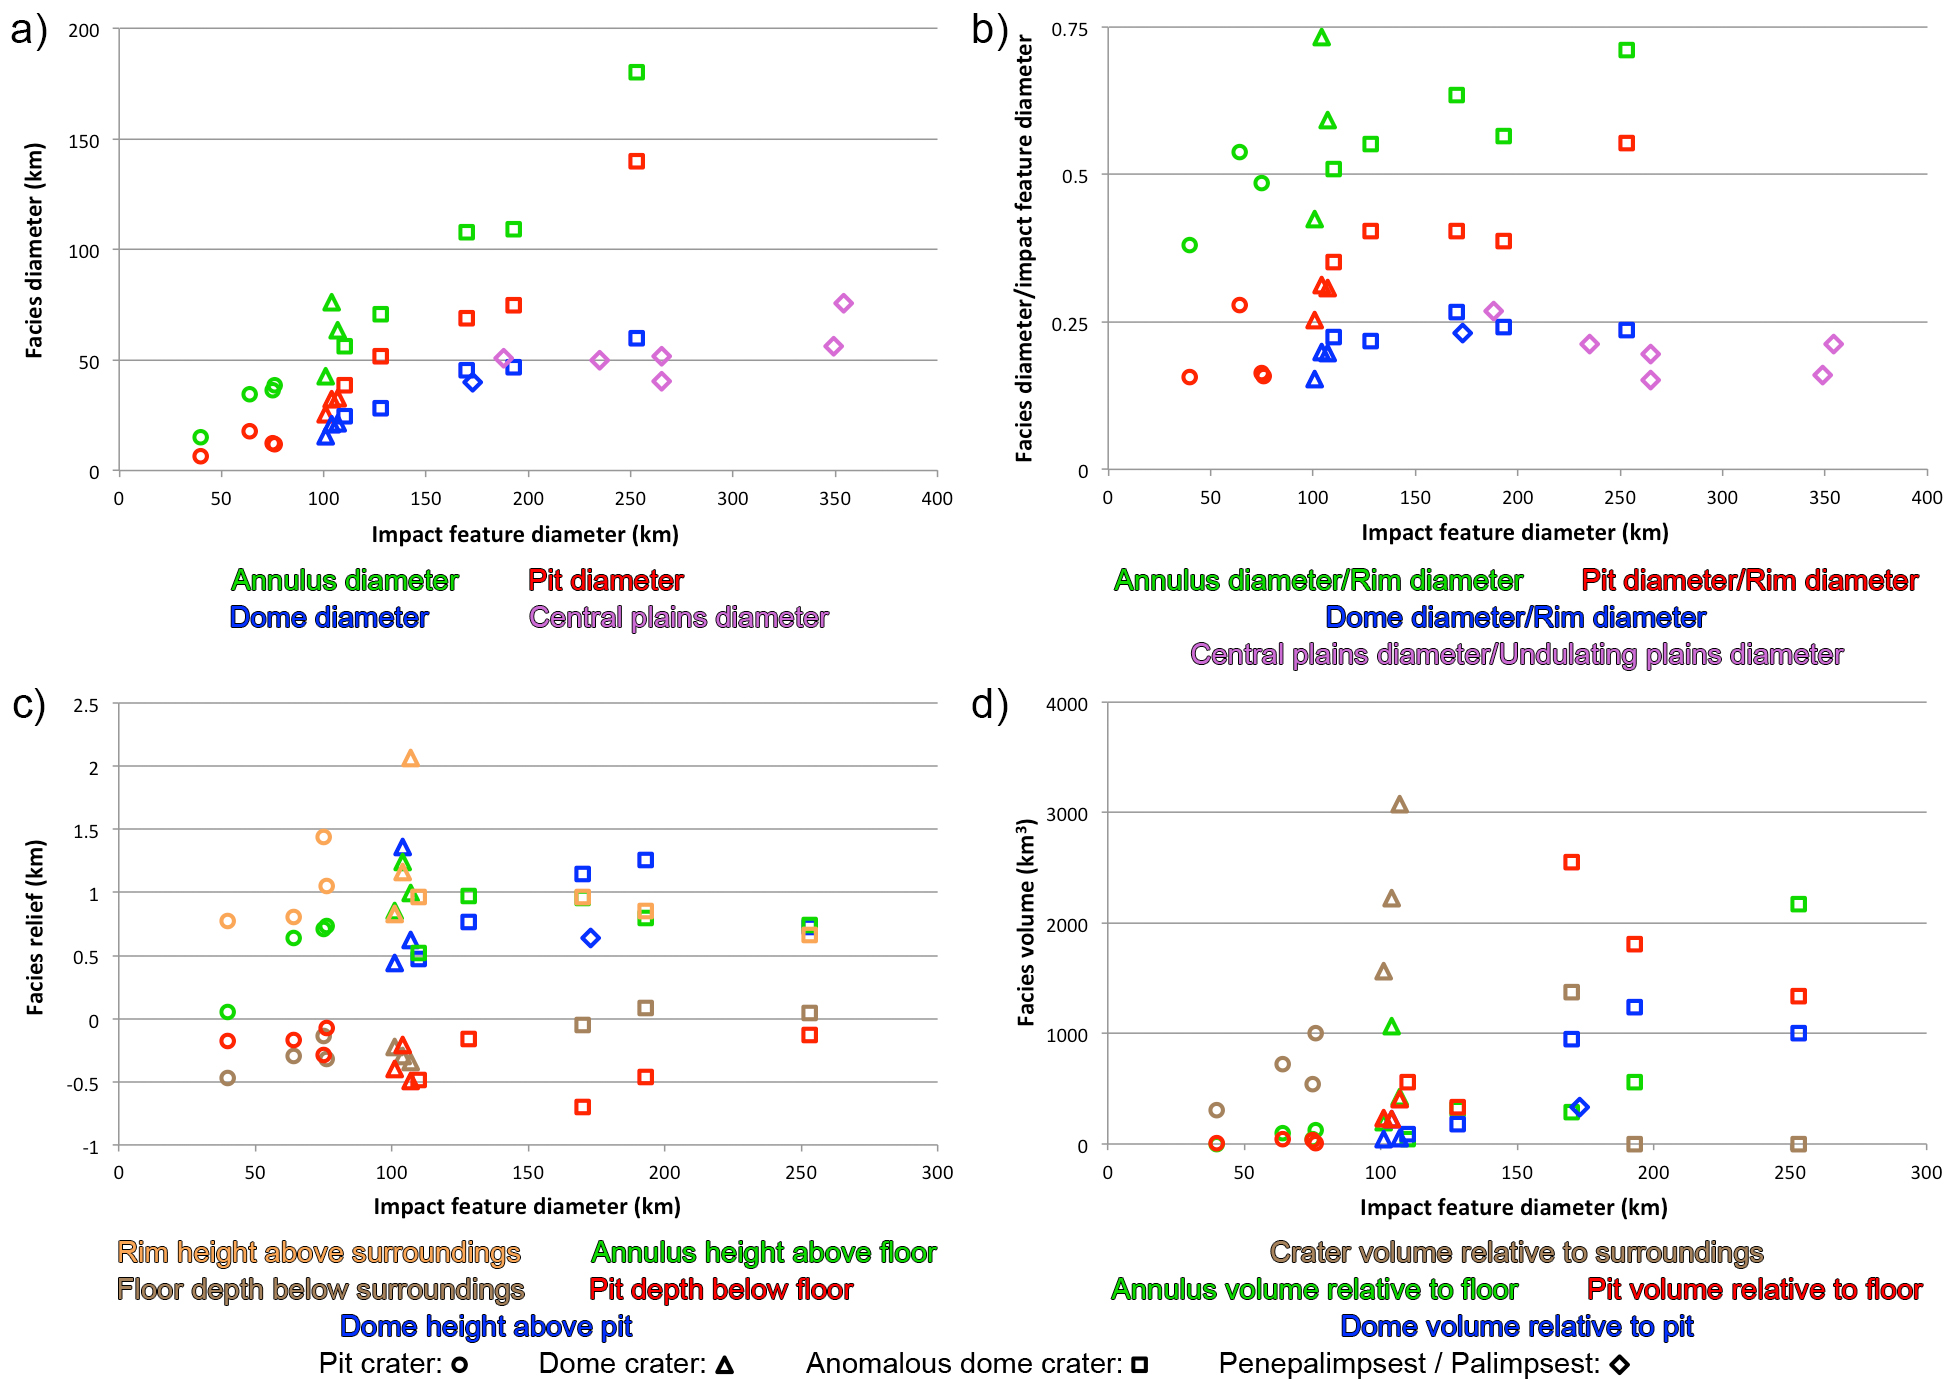 a)
200
150
100
50
0
Facies diameter (km)
0 50 100 150 200 250 300 350 400
Impact feature diameter (km)
Annulus diameter Pit diameter
Dome diameter Central plains diameter
b)
0.75
0.5
0.25
0
Facies diameter/impact feature diameter
0 50 100 150 200 250 300 350 400
Impact feature diameter (km)
Annulus diameter/Rim diameter Pit diameter/Rim diameter
Dome diameter/Rim diameter
Central plains diameter/Undulating plains diameter
c)
2.5
2
1.5
1
0.5
0
-0.5
-1
Facies relief (km)
0 50 100 150 200 250 300
Impact feature diameter (km)
Rim height above surroundings Annulus height above floor
Floor depth below surroundings Pit depth below floor
Dome height above pit
d)
4000
3000
2000
1000
0
Facies volume (km³)
0 50 100 150 200 250 300
Impact feature diameter (km)
Crater volume relative to surroundings
Annulus volume relative to floor Pit volume relative to floor
Dome volume relative to pit
Pit crater: Dome crater: Anomalous dome crater: Penepalimpsest / Palimpsest: